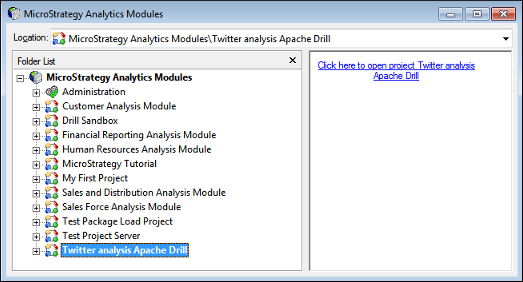 MicroStrategy Analytics Modules
Location: MicroStrategy Analytics Modules\Twitter analysis Apache Drill
Folder List
MicroStrategy Analytics Modules
Administration
Customer Analysis Module
Drill Sandbox
Financial Reporting Analysis Module
Human Resources Analysis Module
MicroStrategy Tutorial
My First Project
Sales and Distribution Analysis Module
Sales Force Analysis Module
Test Package Load Project
Test Project Server
Twitter analysis Apache Drill
Click here to open project Twitter analysis
Apache Drill